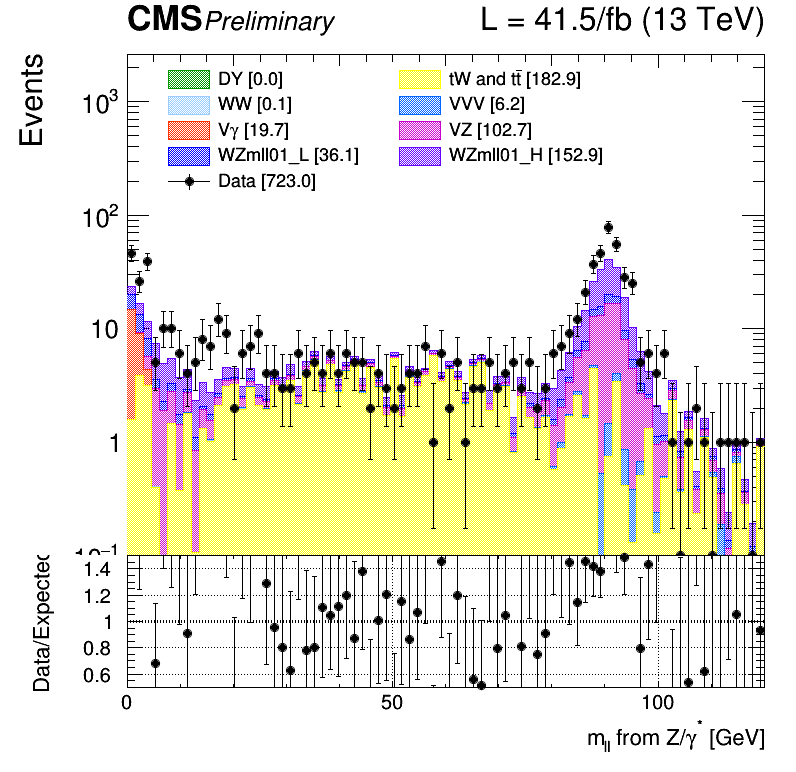 CMS Preliminary L = 41.5/fb (13 TeV)
Events
DY [0.0] tW and tt̄ [182.9]
WW [0.1] VVV [6.2]
Vγ [19.7] VZ [102.7]
WZmll01_L [36.1] WZmll01_H [152.9]
Data [723.0]
10³
10²
10
1
10⁻¹
Data/Expected
1.4
1.2
1
0.8
0.6
0 50 100
m_ll from Z/γ* [GeV]